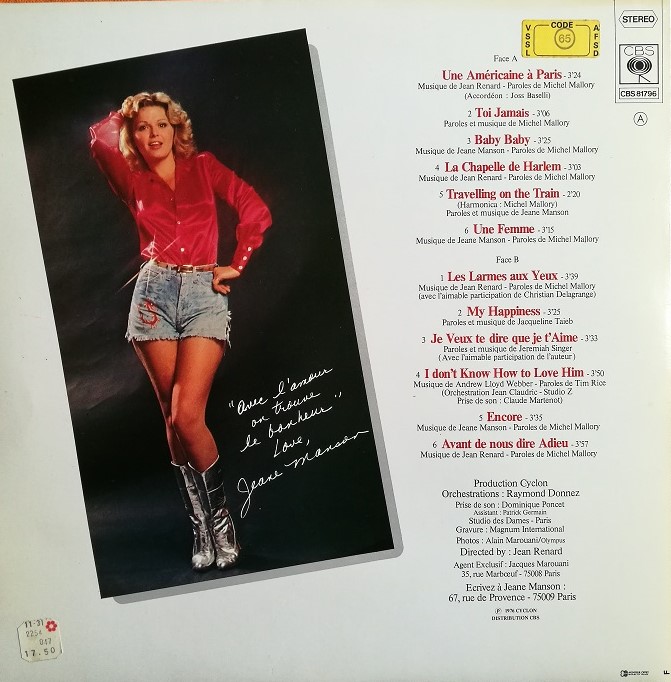 CODE
VSSL
65
AFSD
STEREO
CBS
CBS 81796
A
Face A
Une Américaine à Paris - 3'24
Musique de Jean Renard - Paroles de Michel Mallory
(Accordéon : Joss Baselli)
2 Toi Jamais - 3'06
Paroles et musique de Michel Mallory
3 Baby Baby - 3'25
Musique de Jeane Manson - Paroles de Michel Mallory
4 La Chapelle de Harlem - 3'03
Musique de Jean Renard - Paroles de Michel Mallory
5 Travelling on the Train - 2'20
(Harmonica : Michel Mallory)
Paroles et musique de Jeane Manson
6 Une Femme - 3'15
Musique de Jeane Manson - Paroles de Michel Mallory
Face B
1 Les Larmes aux Yeux - 3'39
Musique de Jean Renard - Paroles de Michel Mallory
(avec l'aimable participation de Christian Delagrange)
2 My Happiness - 3'25
Paroles et musique de Jacqueline Taieb
3 Je Veux te dire que je t'Aime - 3'33
Paroles et musique de Jeremiah Singer
(Avec l'aimable participation de l'auteur)
4 I don't Know How to Love Him - 3'50
Musique de Andrew Lloyd Webber - Paroles de Tim Rice
(Orchestration Jean Claudric - Studio Z
Prise de son : Claude Martenot)
5 Encore - 3'35
Musique de Jeane Manson - Paroles de Michel Mallory
6 Avant de nous dire Adieu - 3'57
Musique de Jean Renard - Paroles de Michel Mallory
"avec l'amour
on trouve
le bonheur"
Love,
Jeane Manson
Production Cyclon
Orchestrations : Raymond Donnez
Prise de son : Dominique Poncet
Assistant : Patrick Germain
Studio des Dames - Paris
Gravure : Magnum International
Photos : Alain Marouani/Olympus
Directed by : Jean Renard
Agent Exclusif : Jacques Marouani
35, rue Marbœuf - 75008 Paris
Ecrivez à Jeane Manson :
67, rue de Provence - 75009 Paris
℗ 1976 CYCLON
DISTRIBUTION CBS
11-31
2254
047
17.50